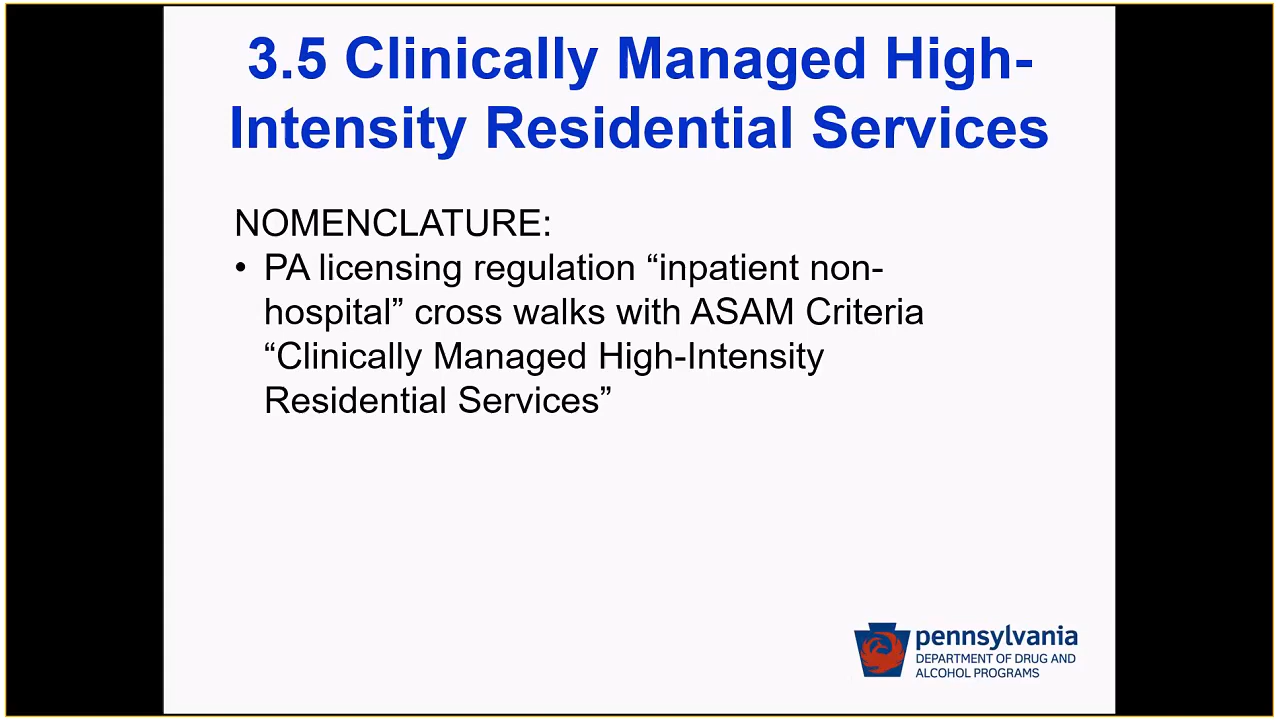 3.5 Clinically Managed High-
Intensity Residential Services
NOMENCLATURE:
• PA licensing regulation “inpatient non-
hospital” cross walks with ASAM Criteria
“Clinically Managed High-Intensity
Residential Services”
pennsylvania
DEPARTMENT OF DRUG AND
ALCOHOL PROGRAMS